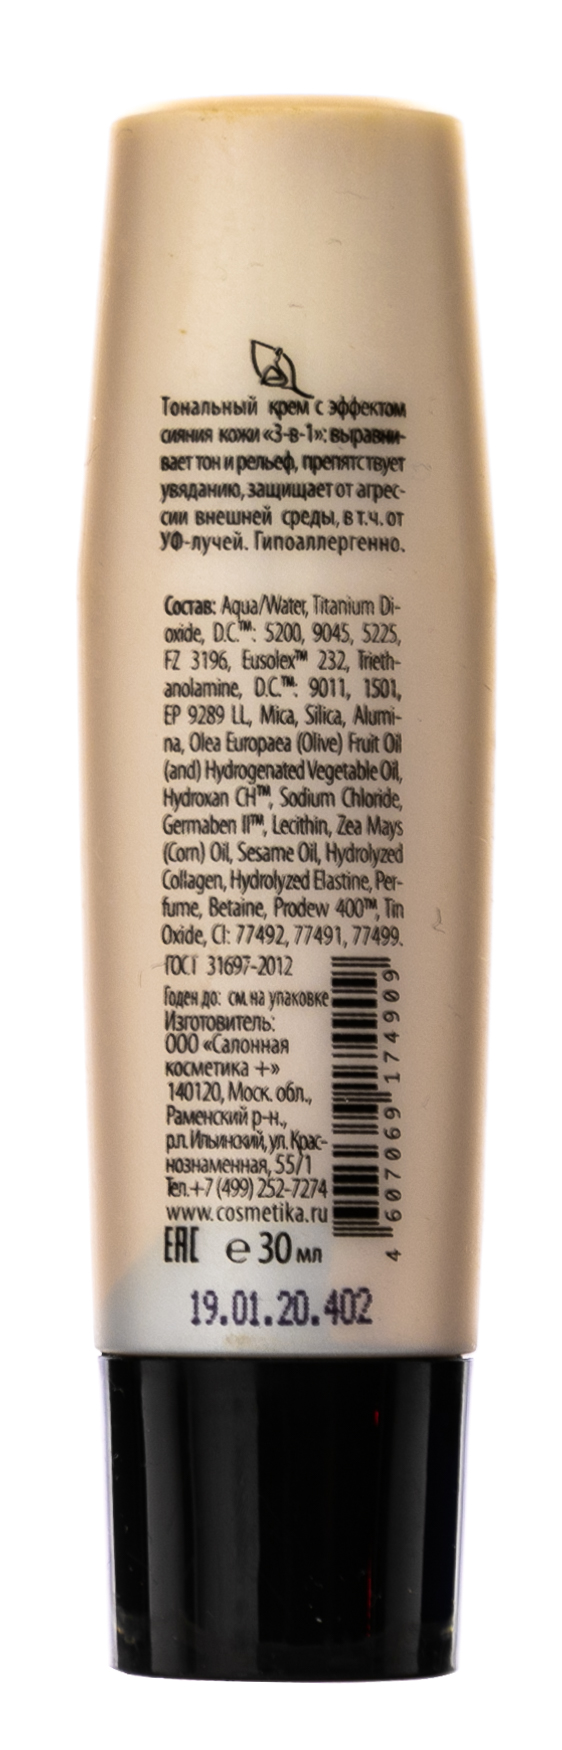 Тональный крем с эффектом
сияния кожи «3-в-1»: выравни-
вает тон и рельеф, препятствует
увяданию, защищает от агрес-
сии внешней среды, в т.ч. от
УФ-лучей. Гипоаллергенно.
Состав: Aqua/Water, Titanium Di-
oxide, D.C.™: 5200, 9045, 5225,
FZ 3196, Eusolex™ 232, Trieth-
anolamine, D.C.™: 9011, 1501,
EP 9289 LL, Mica, Silica, Alumi-
na, Olea Europaea (Olive) Fruit Oil
(and) Hydrogenated Vegetable Oil,
Hydroxan CH™, Sodium Chloride,
Germaben II™, Lecithin, Zea Mays
(Corn) Oil, Sesame Oil, Hydrolyzed
Collagen, Hydrolyzed Elastine, Per-
fume, Betaine, Prodew 400™, Tin
Oxide, CI: 77492, 77491, 77499.
ГОСТ 31697-2012
Годен до: см. на упаковке
Изготовитель:
ООО «Салонная
косметика +»
140120, Моск. обл.,
Раменский р-н.,
р.п. Ильинский, ул. Крас-
нознаменная, 55/1
Тел. +7 (499) 252-7274
www.cosmetika.ru
EAC e 30 мл
4607069174909
19.01.20.402